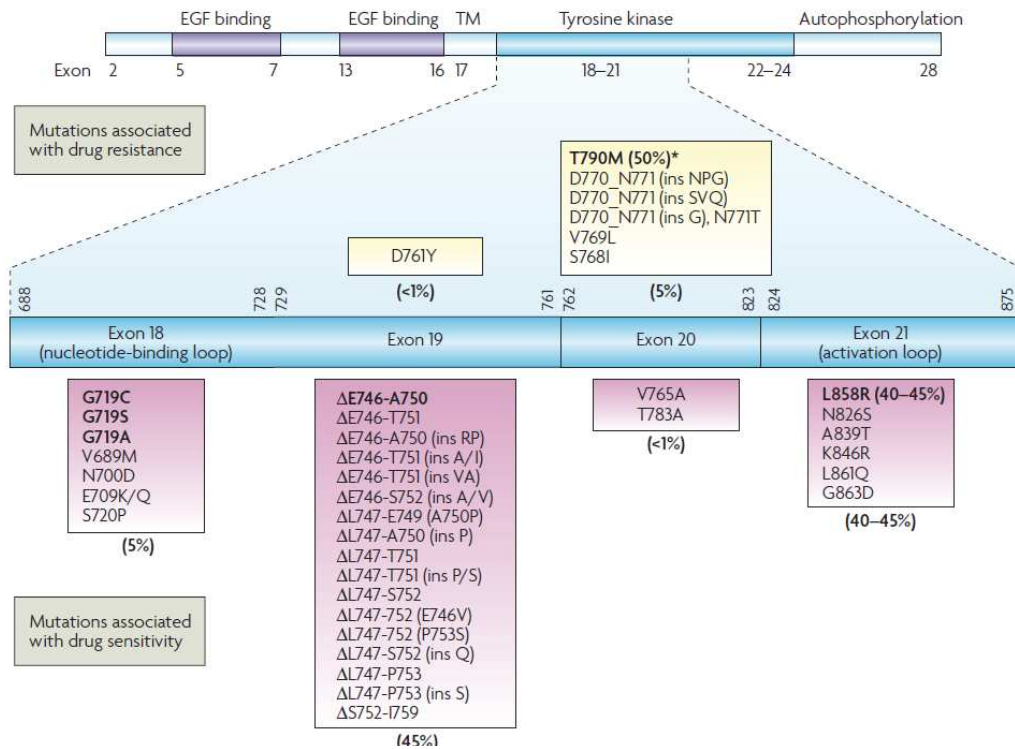 EGF binding EGF binding TM Tyrosine kinase Autophosphorylation
Exon 2 5 7 13 16 17 18–21 22–24 28
Mutations associated
with drug resistance
T790M (50%)*
D770_N771 (ins NPG)
D770_N771 (ins SVQ)
D770_N771 (ins G), N771T
V769L
S768I
(5%)
D761Y
(<1%)
688 728 729 761 762 823 824 875
Exon 18
(nucleotide-binding loop)
Exon 19
Exon 20
Exon 21
(activation loop)
G719C
G719S
G719A
V689M
N700D
E709K/Q
S720P
(5%)
ΔE746-A750
ΔE746-T751
ΔE746-A750 (ins RP)
ΔE746-T751 (ins A/I)
ΔE746-T751 (ins VA)
ΔE746-S752 (ins A/V)
ΔL747-E749 (A750P)
ΔL747-A750 (ins P)
ΔL747-T751
ΔL747-T751 (ins P/S)
ΔL747-S752
ΔL747-752 (E746V)
ΔL747-752 (P753S)
ΔL747-S752 (ins Q)
ΔL747-P753
ΔL747-P753 (ins S)
ΔS752-I759
(45%)
V765A
T783A
(<1%)
L858R (40–45%)
N826S
A839T
K846R
L861Q
G863D
(40–45%)
Mutations associated
with drug sensitivity